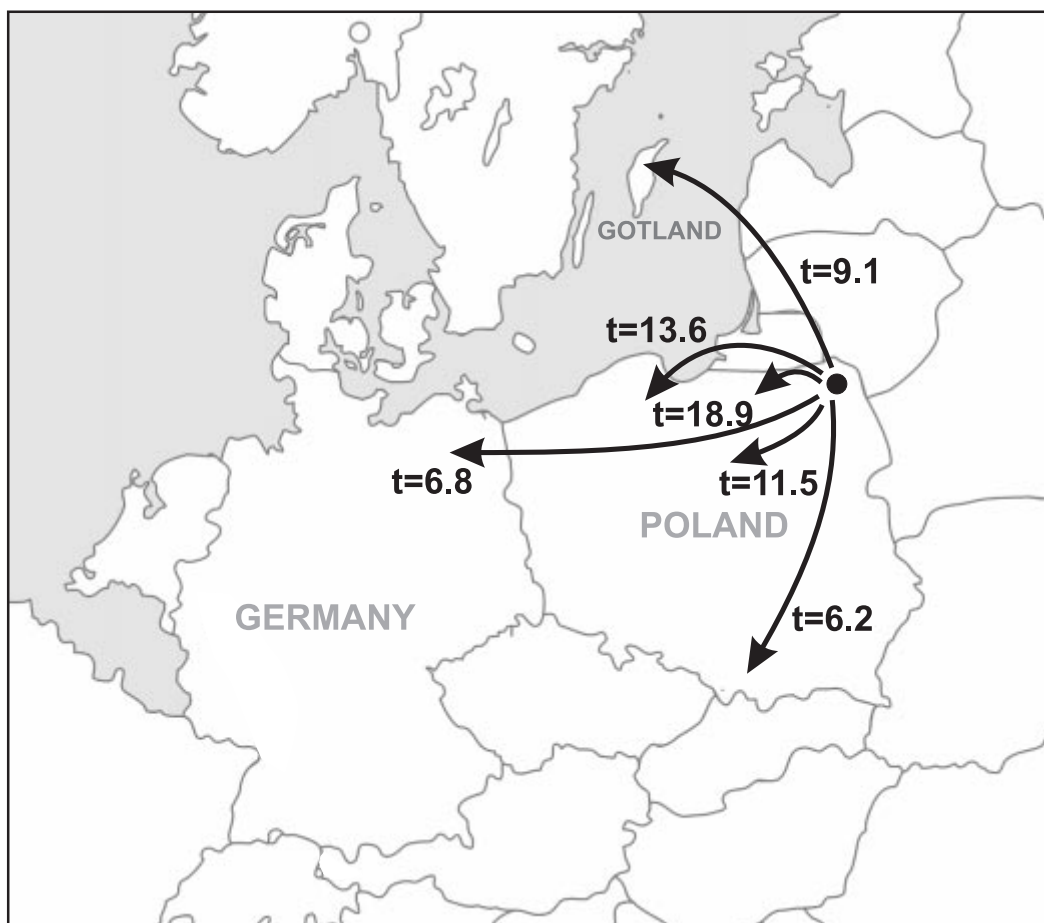 GOTLAND
t=9.1
t=13.6
t=18.9
t=6.8
t=11.5
POLAND
GERMANY
t=6.2